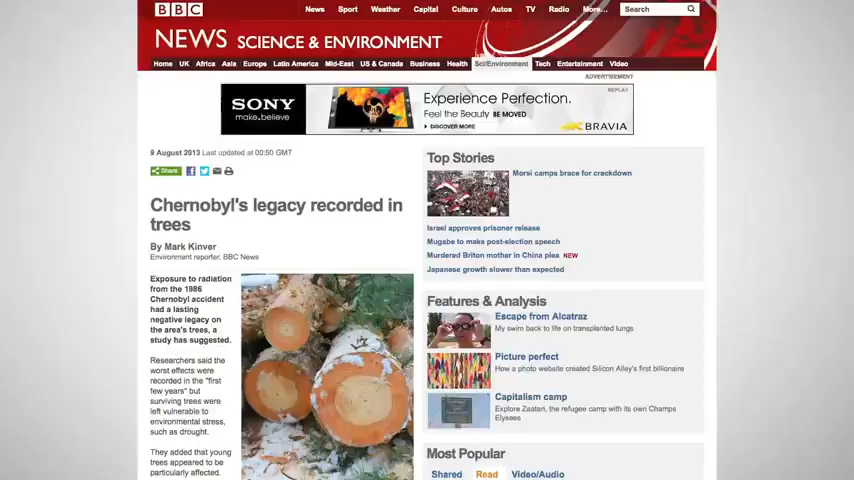 BBC
News Sport Weather Capital Culture Autos TV Radio More...
Search
NEWS SCIENCE & ENVIRONMENT
Home UK Africa Asia Europe Latin America Mid-East US & Canada Business Health Sci/Environment Tech Entertainment Video
ADVERTISEMENT
SONY
make.believe
Experience Perfection.
Feel the Beauty BE MOVED
DISCOVER MORE
REPLAY
BRAVIA
9 August 2013 Last updated at 00:50 GMT
Share
Chernobyl's legacy recorded in
trees
By Mark Kinver
Environment reporter, BBC News
Exposure to radiation
from the 1986
Chernobyl accident
had a lasting
negative legacy on
the area's trees, a
study has suggested.
Researchers said the
worst effects were
recorded in the "first
few years" but
surviving trees were
left vulnerable to
environmental stress,
such as drought.
They added that young
trees appeared to be
particularly affected.
Top Stories
Morsi camps brace for crackdown
Israel approves prisoner release
Mugabe to make post-election speech
Murdered Briton mother in China plea NEW
Japanese growth slower than expected
Features & Analysis
Escape from Alcatraz
My swim back to life on transplanted lungs
Picture perfect
How a photo website created Silicon Alley's first billionaire
Capitalism camp
Explore Zaatari, the refugee camp with its own Champs
Elysees
Most Popular
Shared Read Video/Audio